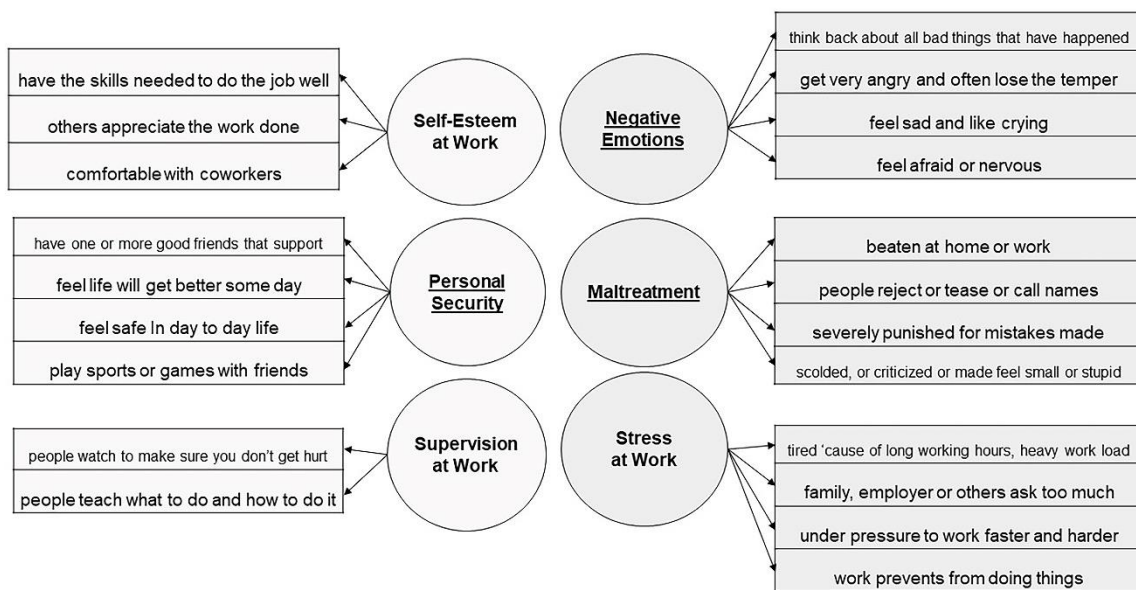 have the skills needed to do the job well
others appreciate the work done
comfortable with coworkers
Self-Esteem
at Work
Negative
Emotions
think back about all bad things that have happened
get very angry and often lose the temper
feel sad and like crying
feel afraid or nervous
have one or more good friends that support
feel life will get better some day
feel safe In day to day life
play sports or games with friends
Personal
Security
Maltreatment
beaten at home or work
people reject or tease or call names
severely punished for mistakes made
scolded, or criticized or made feel small or stupid
people watch to make sure you don’t get hurt
people teach what to do and how to do it
Supervision
at Work
Stress
at Work
tired ‘cause of long working hours, heavy work load
family, employer or others ask too much
under pressure to work faster and harder
work prevents from doing things